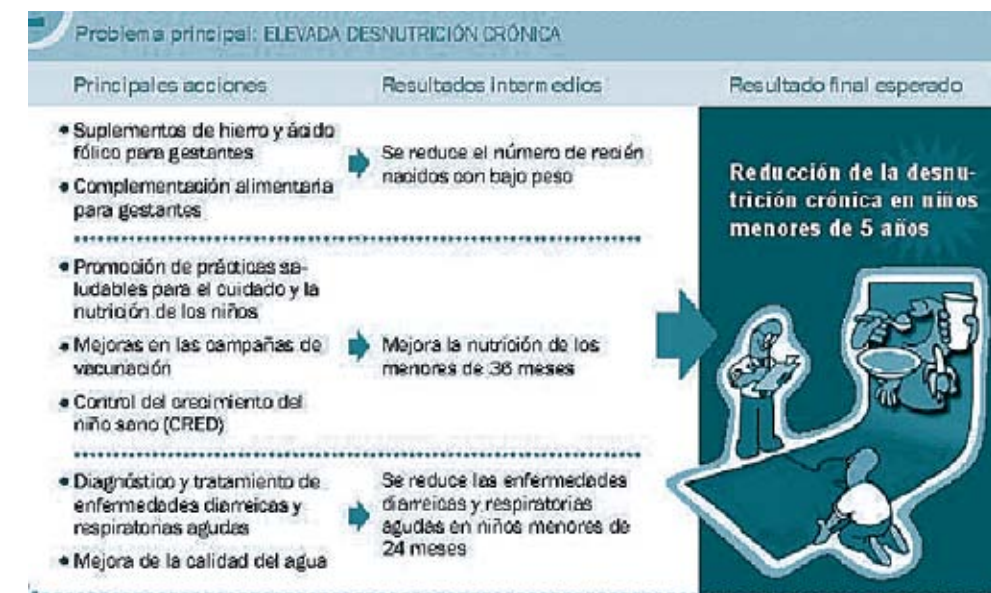 Problema principal: ELEVADA DESNUTRICIÓN CRÓNICA
Principales acciones
Resultados intermedios
Resultado final esperado
• Suplementos de hierro y ácido
fólico para gestantes
• Complementación alimentaria
para gestantes
Se reduce el número de recién
nacidos con bajo peso
• Promoción de prácticas sa-
ludables para el cuidado y la
nutrición de los niños
• Mejoras en las campañas de
vacunación
• Control del crecimiento del
niño sano (CRED)
Mejora la nutrición de los
menores de 36 meses
• Diagnóstico y tratamiento de
enfermedades diarreicas y
respiratorias agudas
• Mejora de la calidad del agua
Se reduce las enfermedades
diarreicas y respiratorias
agudas en niños menores de
24 meses
Reducción de la desnu-
trición crónica en niños
menores de 5 años